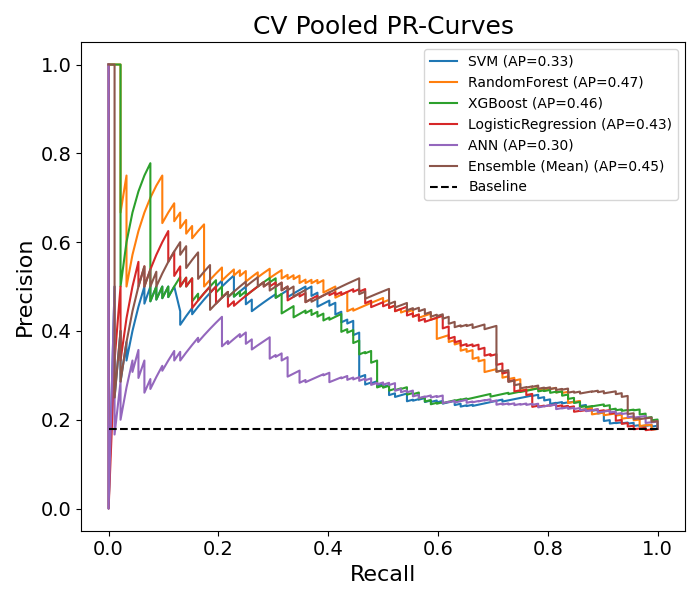 CV Pooled PR-Curves
SVM (AP=0.33)
RandomForest (AP=0.47)
XGBoost (AP=0.46)
LogisticRegression (AP=0.43)
ANN (AP=0.30)
Ensemble (Mean) (AP=0.45)
Baseline
Precision
1.0
0.8
0.6
0.4
0.2
0.0
0.0 0.2 0.4 0.6 0.8 1.0
Recall